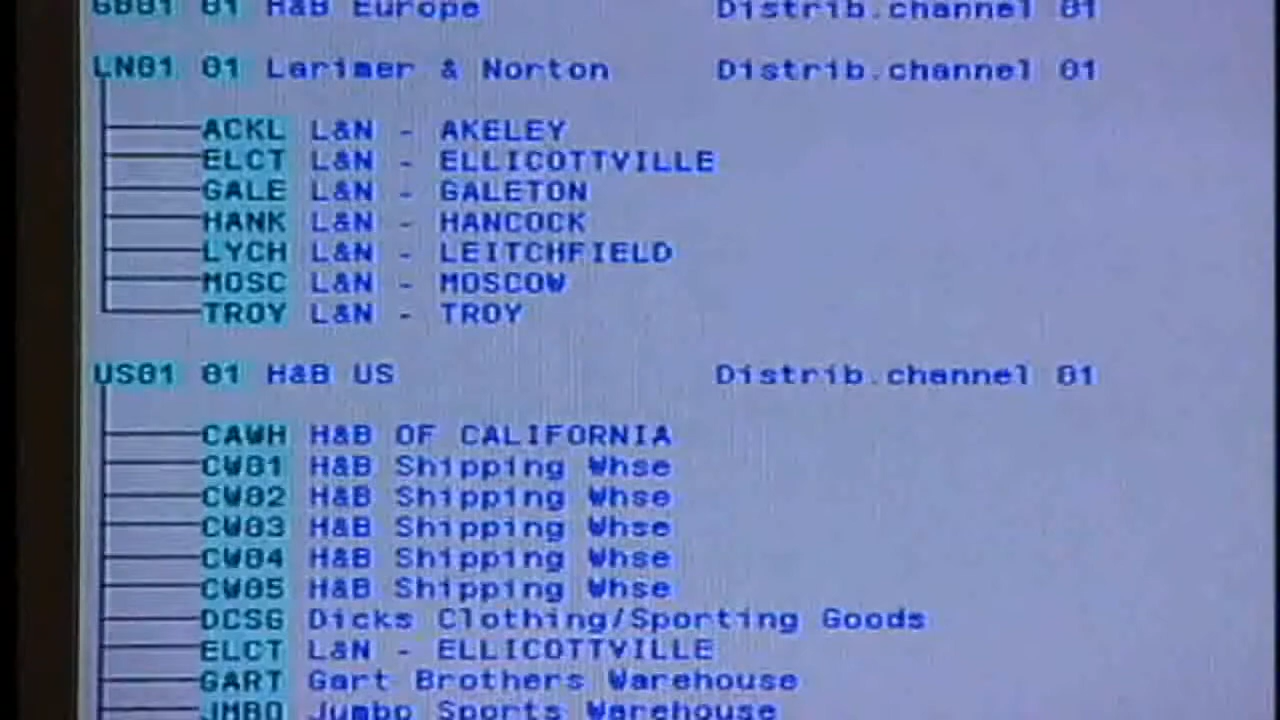 GB01 01 H&B Europe Distrib.channel 01
LN01 01 Larimer & Norton Distrib.channel 01
ACKL L&N - AKELEY
ELCT L&N - ELLICOTTVILLE
GALE L&N - GALETON
HANK L&N - HANCOCK
LYCH L&N - LEITCHFIELD
MOSC L&N - MOSCOW
TROY L&N - TROY
US01 01 H&B US Distrib.channel 01
CAWH H&B OF CALIFORNIA
CW01 H&B Shipping Whse
CW02 H&B Shipping Whse
CW03 H&B Shipping Whse
CW04 H&B Shipping Whse
CW05 H&B Shipping Whse
DCSG Dicks Clothing/Sporting Goods
ELCT L&N - ELLICOTTVILLE
GART Gart Brothers Warehouse
JMBO Jumbo Sports Warehouse